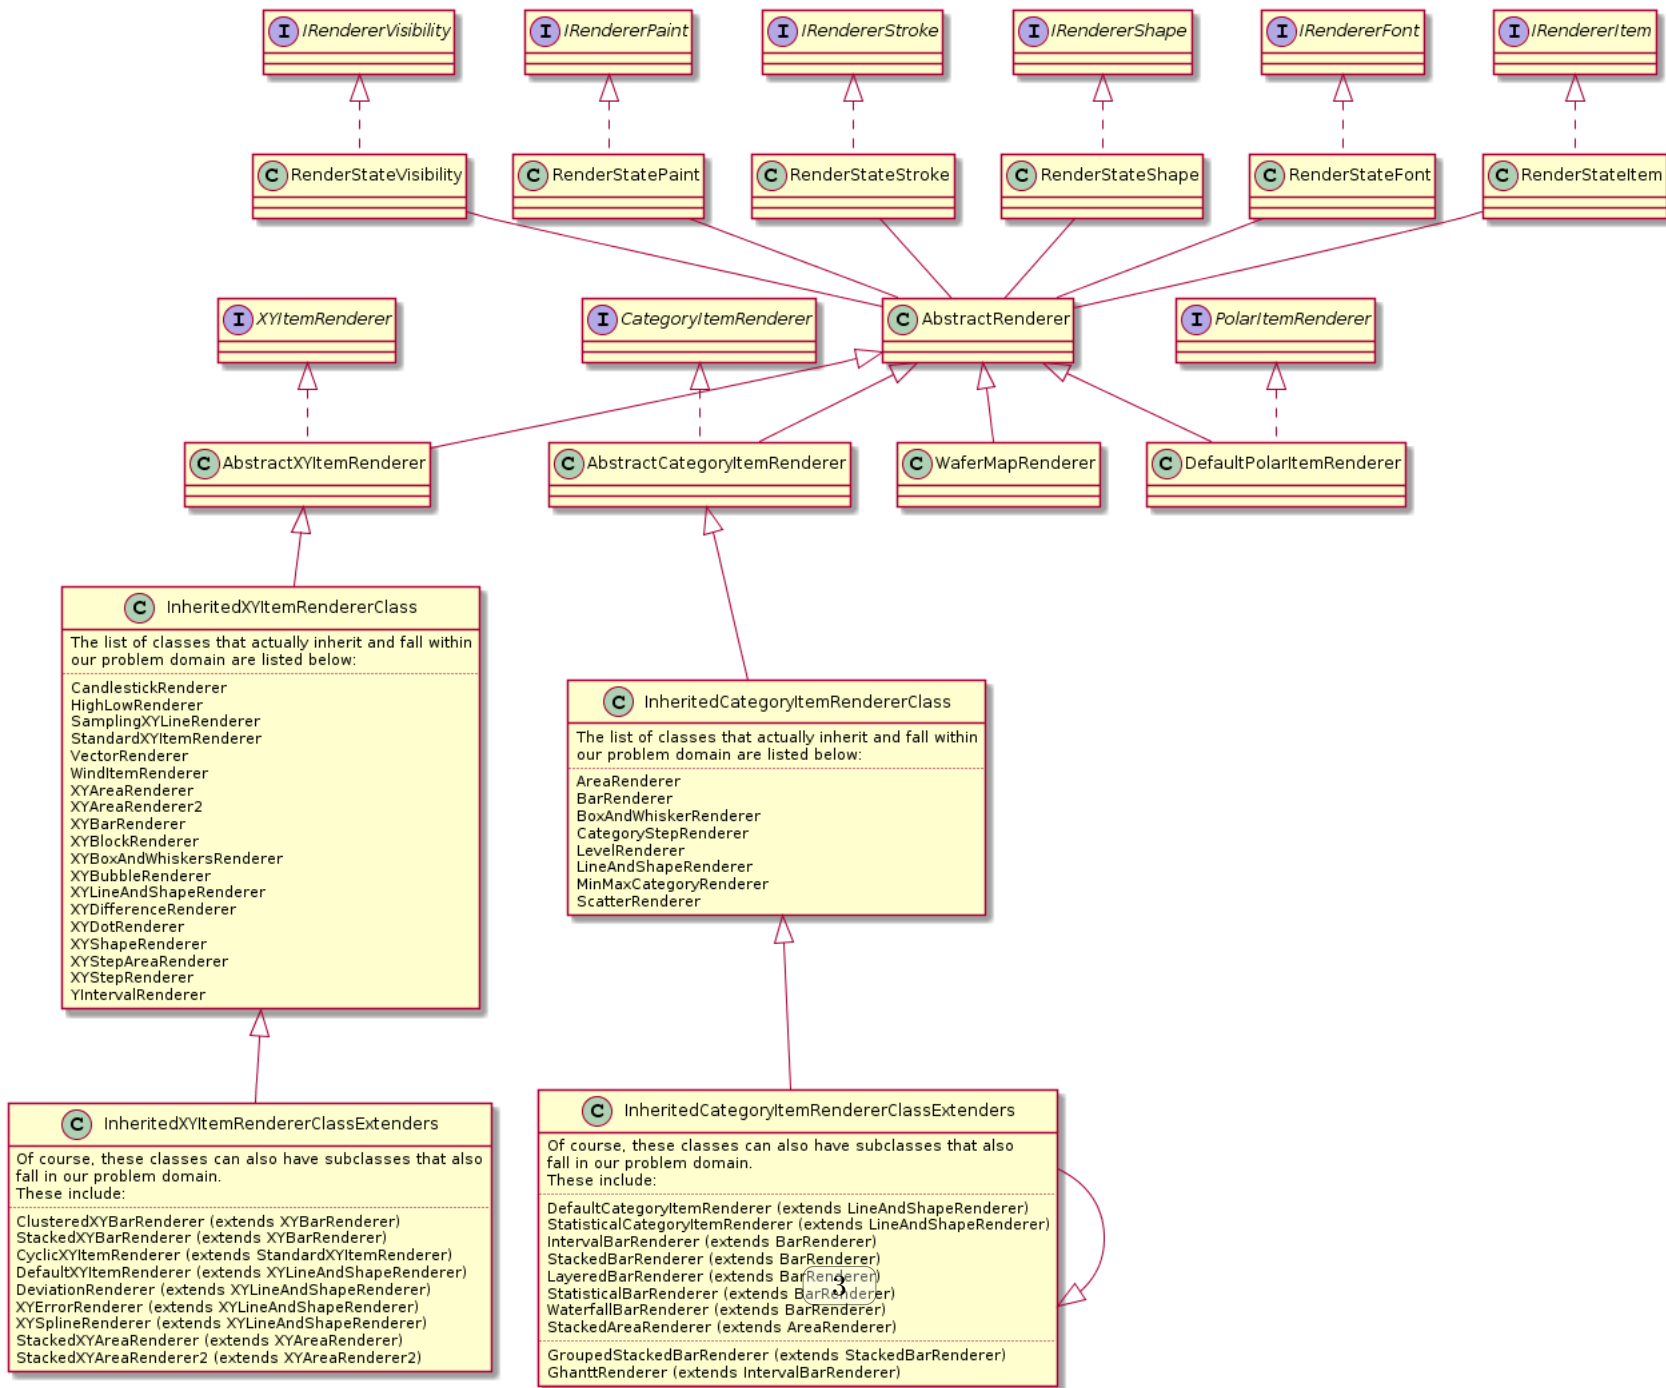 I IRendererVisibility
I IRendererPaint
I IRendererStroke
I IRendererShape
I IRendererFont
I IRendererItem
C RenderStateVisibility
C RenderStatePaint
C RenderStateStroke
C RenderStateShape
C RenderStateFont
C RenderStateItem
I XYItemRenderer
I CategoryItemRenderer
C AbstractRenderer
I PolarItemRenderer
C AbstractXYItemRenderer
C AbstractCategoryItemRenderer
C WaferMapRenderer
C DefaultPolarItemRenderer
C InheritedXYItemRendererClass
The list of classes that actually inherit and fall within
our problem domain are listed below:
CandlestickRenderer
HighLowRenderer
SamplingXYLineRenderer
StandardXYItemRenderer
VectorRenderer
WindItemRenderer
XYAreaRenderer
XYAreaRenderer2
XYBarRenderer
XYBlockRenderer
XYBoxAndWhiskersRenderer
XYBubbleRenderer
XYLineAndShapeRenderer
XYDifferenceRenderer
XYDotRenderer
XYShapeRenderer
XYStepAreaRenderer
XYStepRenderer
YIntervalRenderer
C InheritedCategoryItemRendererClass
The list of classes that actually inherit and fall within
our problem domain are listed below:
AreaRenderer
BarRenderer
BoxAndWhiskerRenderer
CategoryStepRenderer
LevelRenderer
LineAndShapeRenderer
MinMaxCategoryRenderer
ScatterRenderer
C InheritedXYItemRendererClassExtenders
Of course, these classes can also have subclasses that also
fall in our problem domain.
These include:
ClusteredXYBarRenderer (extends XYBarRenderer)
StackedXYBarRenderer (extends XYBarRenderer)
CyclicXYItemRenderer (extends StandardXYItemRenderer)
DefaultXYItemRenderer (extends XYLineAndShapeRenderer)
DeviationRenderer (extends XYLineAndShapeRenderer)
XYErrorRenderer (extends XYLineAndShapeRenderer)
XYSplineRenderer (extends XYLineAndShapeRenderer)
StackedXYAreaRenderer (extends XYAreaRenderer)
StackedXYAreaRenderer2 (extends XYAreaRenderer2)
C InheritedCategoryItemRendererClassExtenders
Of course, these classes can also have subclasses that also
fall in our problem domain.
These include:
DefaultCategoryItemRenderer (extends LineAndShapeRenderer)
StatisticalCategoryItemRenderer (extends LineAndShapeRenderer)
IntervalBarRenderer (extends BarRenderer)
StackedBarRenderer (extends BarRenderer)
LayeredBarRenderer (extends BarRenderer)
3
StatisticalBarRenderer (extends BarRenderer)
WaterfallBarRenderer (extends BarRenderer)
StackedAreaRenderer (extends AreaRenderer)
GroupedStackedBarRenderer (extends StackedBarRenderer)
GhanttRenderer (extends IntervalBarRenderer)